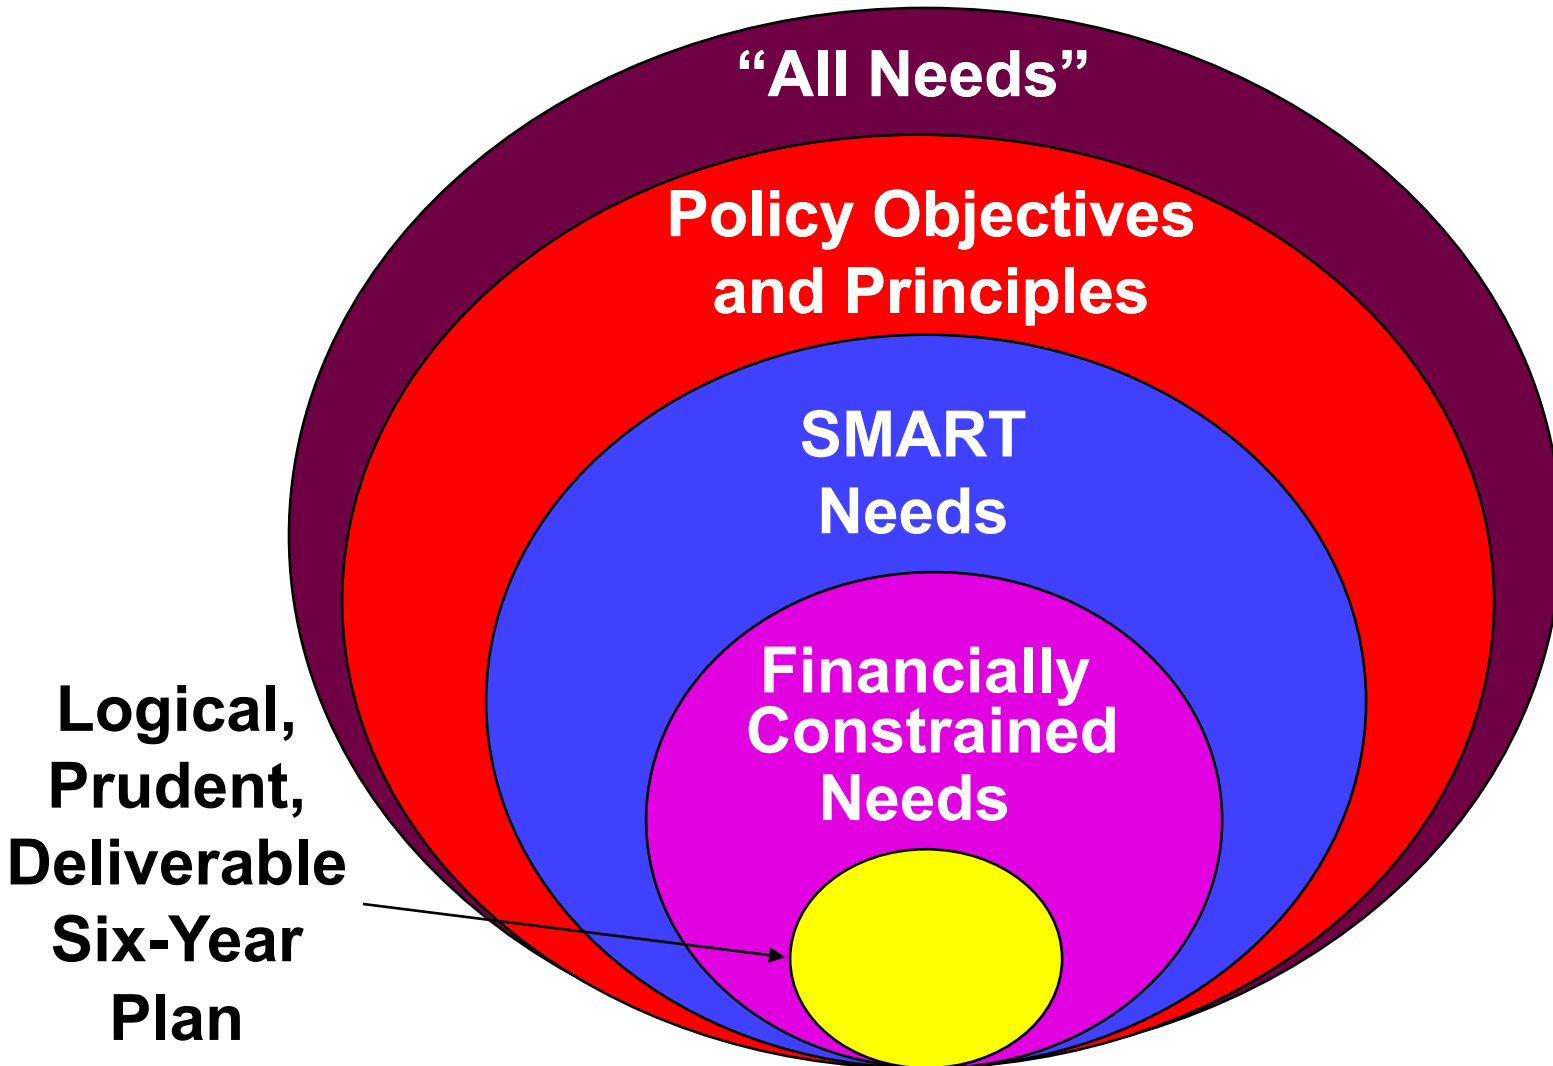 “All Needs”
Policy Objectives
and Principles
SMART
Needs
Financially
Constrained
Needs
Logical,
Prudent,
Deliverable
Six-Year
Plan